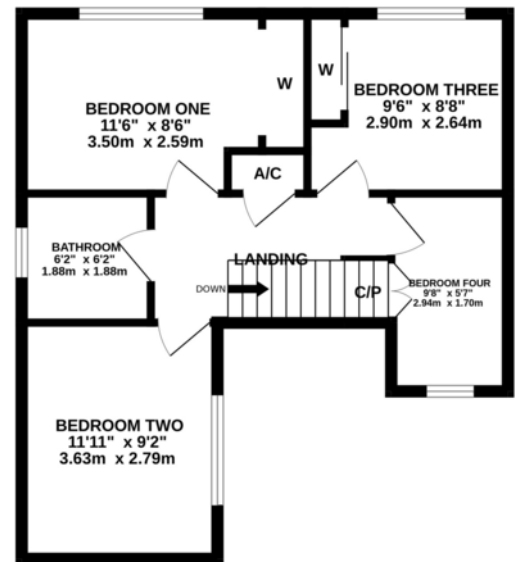 BEDROOM ONE
11'6" x 8'6"
3.50m x 2.59m
W
W
BEDROOM THREE
9'6" x 8'8"
2.90m x 2.64m
A/C
BATHROOM
6'2" x 6'2"
1.88m x 1.88m
LANDING
DOWN
C/P
BEDROOM FOUR
9'8" x 5'7"
2.94m x 1.70m
BEDROOM TWO
11'11" x 9'2"
3.63m x 2.79m